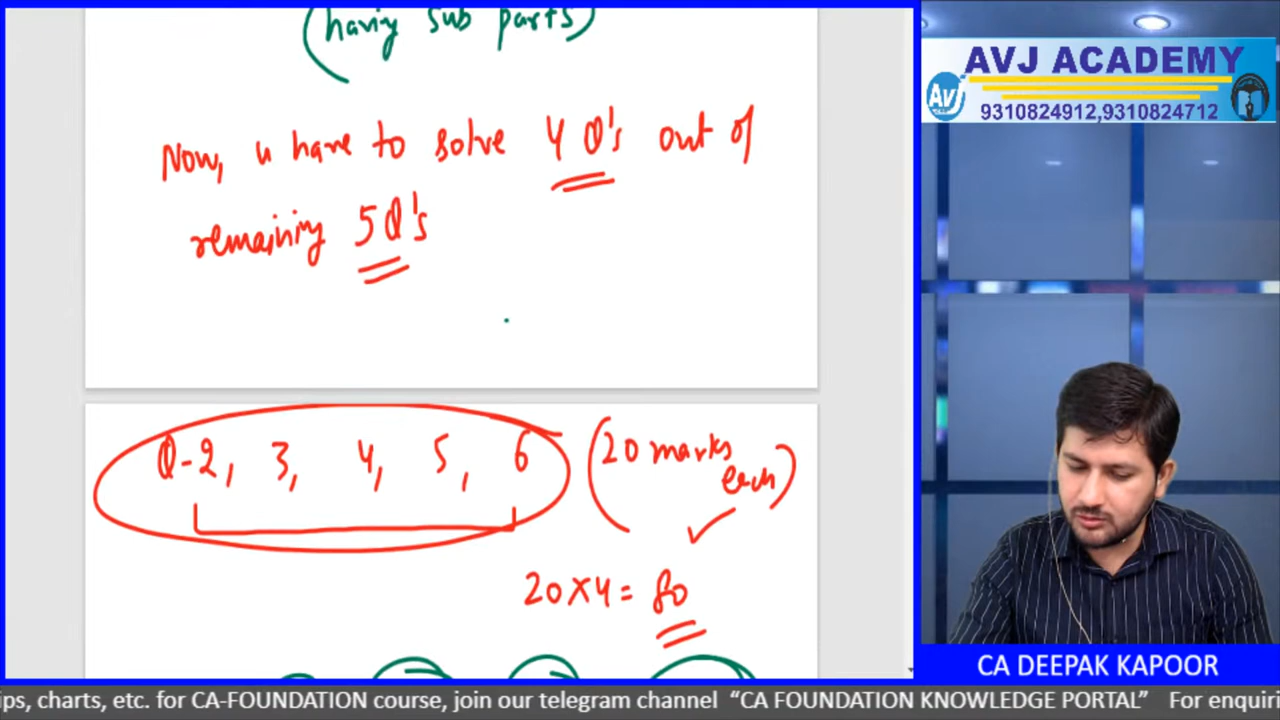 (having sub parts)
Now, u have to solve 4 Q's out of
remaining 5 Q's
Q-2, 3, 4, 5, 6 (20 marks
each)
20 X 4 = 80
AVJ ACADEMY
AVJ
9310824912,9310824712
CA DEEPAK KAPOOR
ips, charts, etc. for CA-FOUNDATION course, join our telegram channel "CA FOUNDATION KNOWLEDGE PORTAL" For enquiri